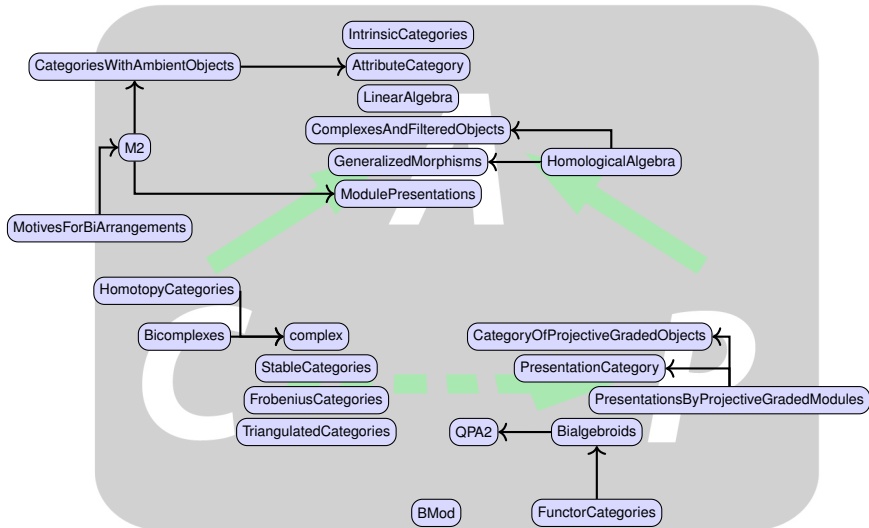 IntrinsicCategories
CategoriesWithAmbientObjects
AttributeCategory
LinearAlgebra
ComplexesAndFilteredObjects
M2
GeneralizedMorphisms
HomologicalAlgebra
ModulePresentations
A
MotivesForBiArrangements
HomotopyCategories
Bicomplexes
complex
CategoryOfProjectiveGradedObjects
StableCategories
PresentationCategory
C
P
FrobeniusCategories
PresentationsByProjectiveGradedModules
TriangulatedCategories
QPA2
Bialgebroids
BMod
FunctorCategories